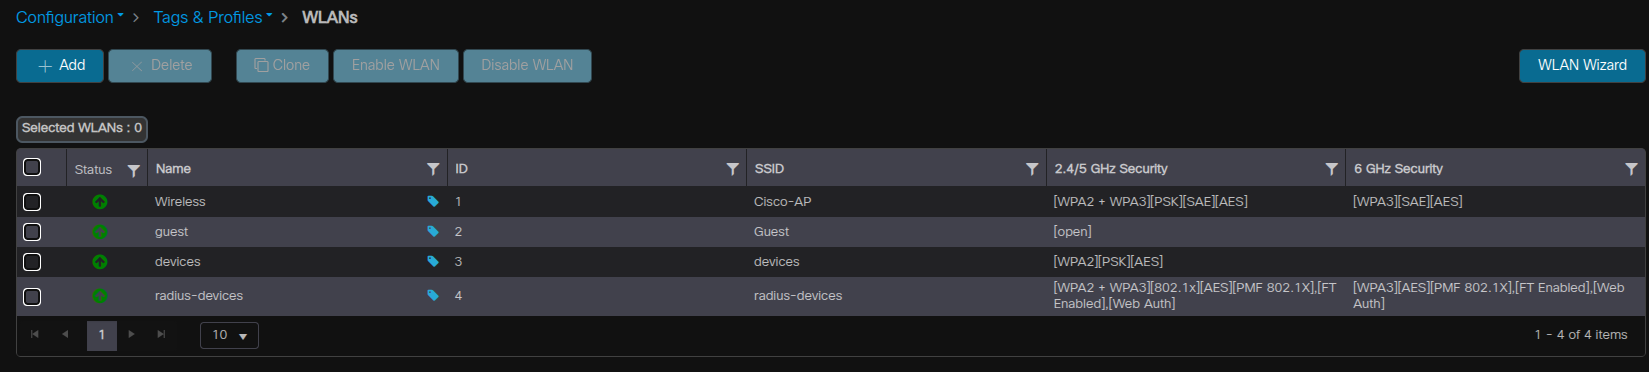 Configuration > Tags & Profiles > WLANs
+ Add × Delete Clone Enable WLAN Disable WLAN WLAN Wizard
Selected WLANs : 0
Status Name ID SSID 2.4/5 GHz Security 6 GHz Security
Wireless 1 Cisco-AP [WPA2 + WPA3][PSK][SAE][AES] [WPA3][SAE][AES]
guest 2 Guest [open]
devices 3 devices [WPA2][PSK][AES]
radius-devices 4 radius-devices [WPA2 + WPA3][802.1x][AES][PMF 802.1X],[FT [WPA3][AES][PMF 802.1X],[FT Enabled],[Web
Enabled],[Web Auth] Auth]
1 10 1 - 4 of 4 items